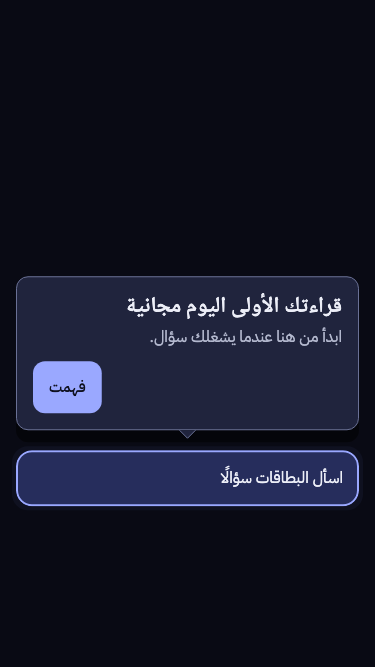 قراءتك الأولى اليوم مجانية
ابدأ من هنا عندما يشغلك سؤال.
فهمت
اسأل البطاقات سؤالًا